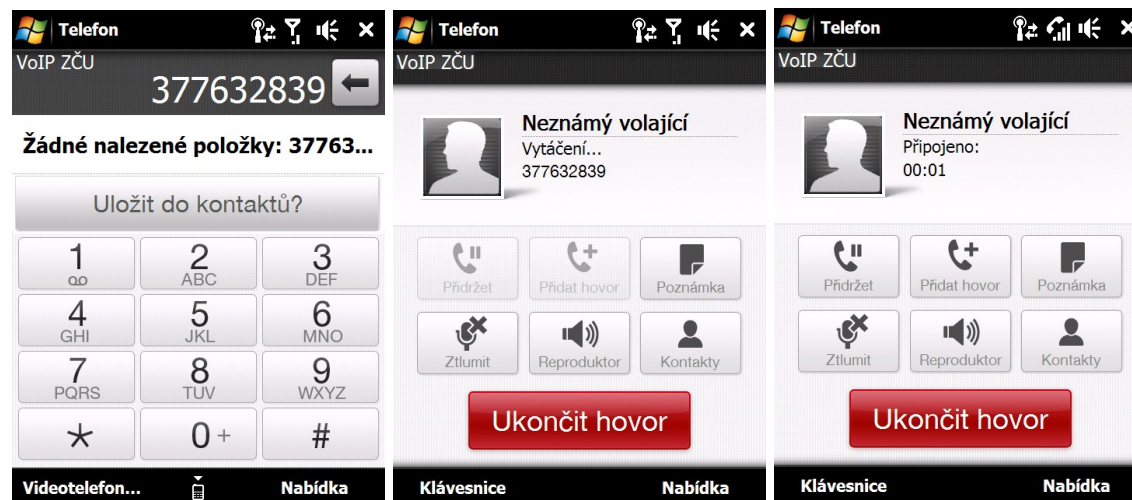 Telefon
VoIP ZČU
377632839
Žádné nalezené položky: 37763...
Uložit do kontaktů?
1
2 ABC
3 DEF
4 GHI
5 JKL
6 MNO
7 PQRS
8 TUV
9 WXYZ
*
0 +
#
Videotelefon...
Nabídka
Telefon
VoIP ZČU
Neznámý volající
Vytáčení...
377632839
Přidržet
Přidat hovor
Poznámka
Ztlumit
Reproduktor
Kontakty
Ukončit hovor
Klávesnice
Nabídka
Telefon
VoIP ZČU
Neznámý volající
Připojeno:
00:01
Přidržet
Přidat hovor
Poznámka
Ztlumit
Reproduktor
Kontakty
Ukončit hovor
Klávesnice
Nabídka